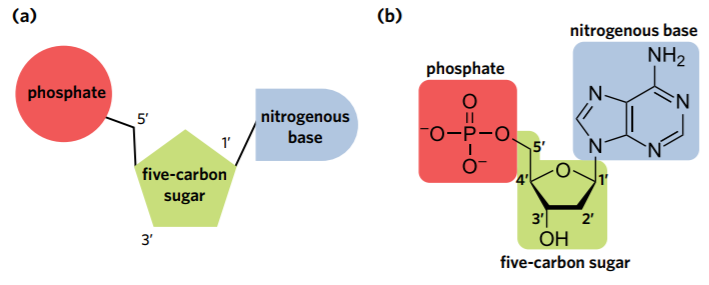 (a)
phosphate
5′
1′
nitrogenous
base
five-carbon
sugar
3′
(b)
nitrogenous base
NH2
phosphate
N
N
O
⁻O–P–O
O⁻
N
N
5′
4′
O
1′
3′
2′
OH
five-carbon sugar